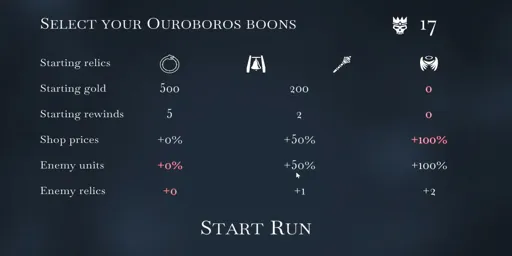 Select your Ouroboros boons 17
Starting relics
Starting gold 500 200 0
Starting rewinds 5 2 0
Shop prices +0% +50% +100%
Enemy units +0% +50% +100%
Enemy relics +0 +1 +2
Start Run